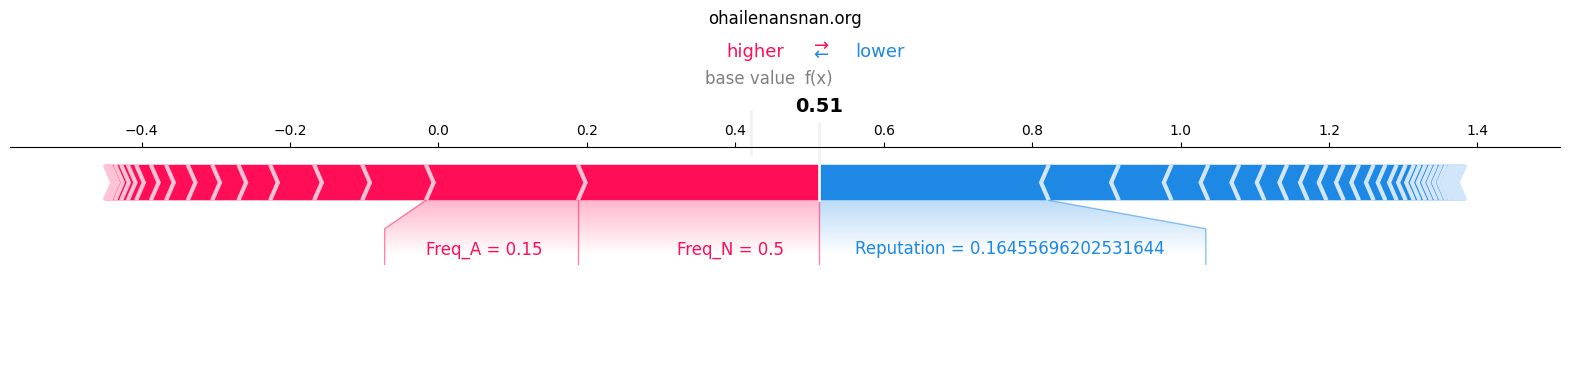 ohailenansnan.org
higher → ← lower
base value f(x)
0.51
−0.4 −0.2 0.0 0.2 0.4 0.6 0.8 1.0 1.2 1.4
Freq_A = 0.15 Freq_N = 0.5 Reputation = 0.16455696202531644